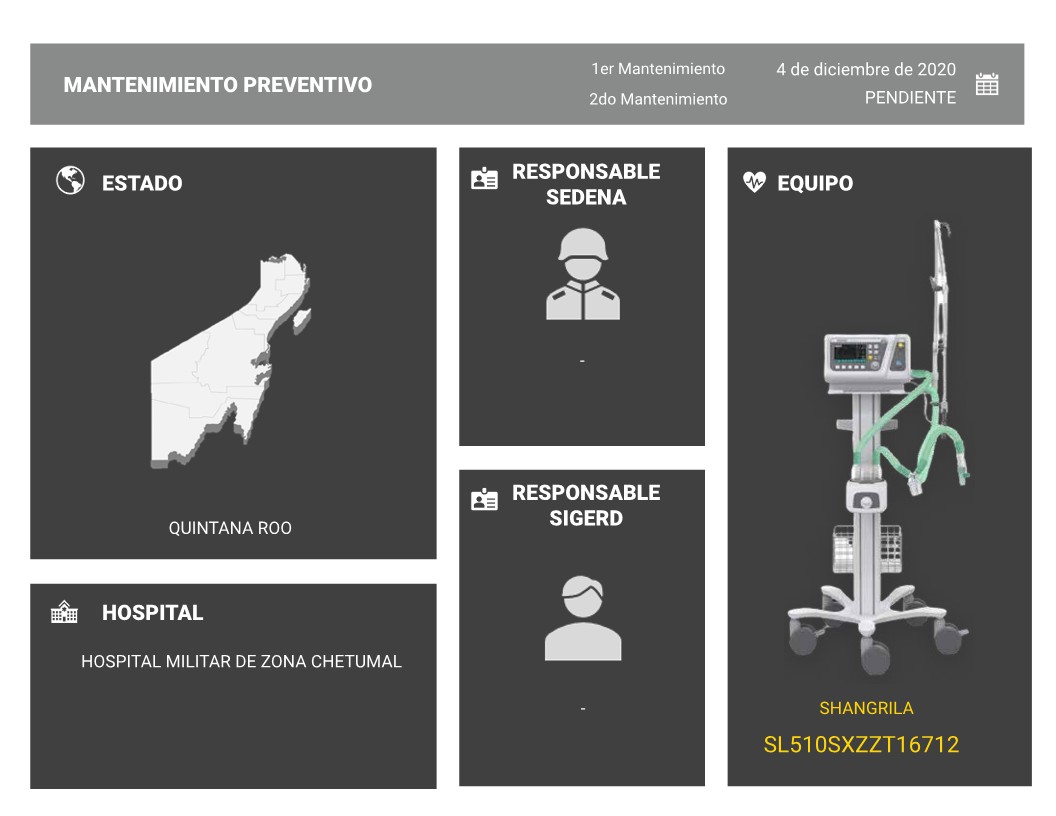 MANTENIMIENTO PREVENTIVO
1er Mantenimiento
4 de diciembre de 2020
2do Mantenimiento
PENDIENTE
ESTADO
QUINTANA ROO
HOSPITAL
HOSPITAL MILITAR DE ZONA CHETUMAL
RESPONSABLE
SEDENA
-
RESPONSABLE
SIGERD
-
EQUIPO
SHANGRILA
SL510SXZZT16712